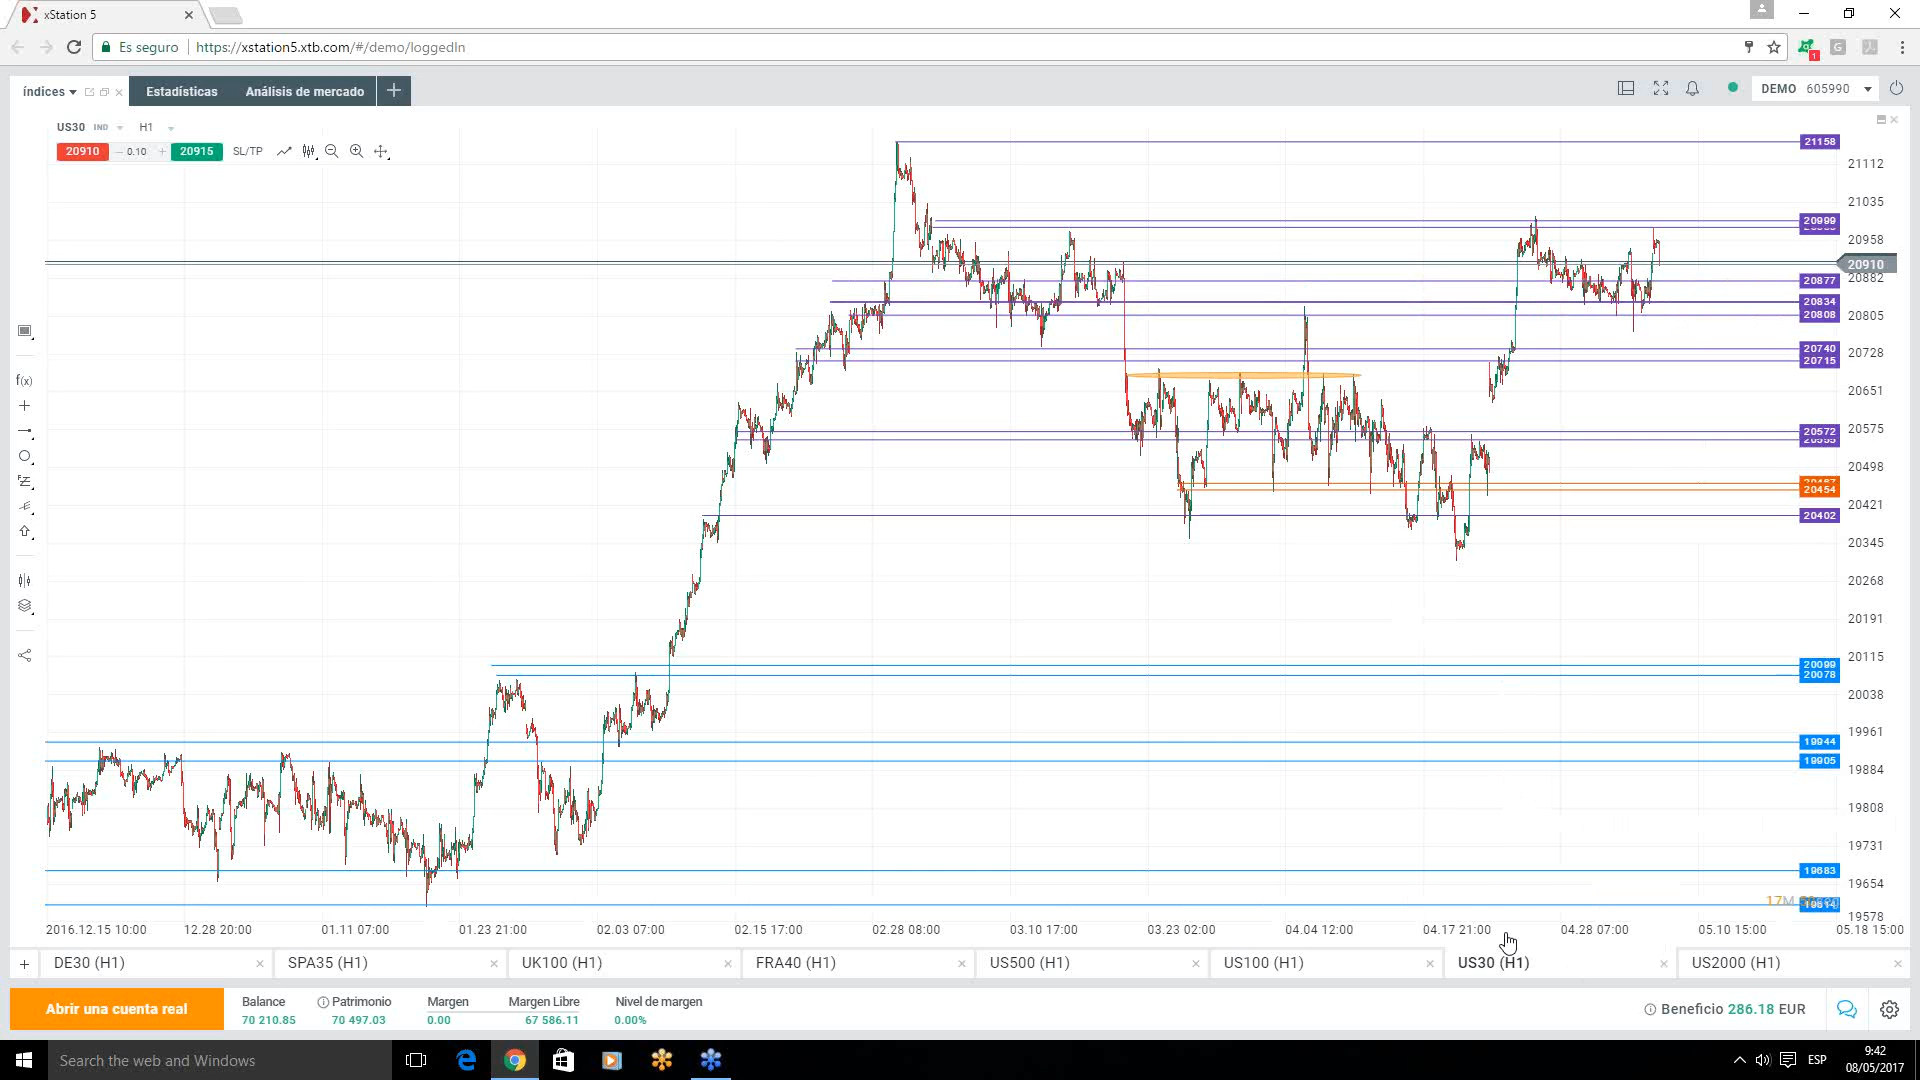 xStation 5
Es seguro https://xstation5.xtb.com/#/demo/loggedIn
índices Estadísticas Análisis de mercado DEMO 605990
US30 IND H1
20910 0.10 20915 SL/TP
21158
21112
21035
20999
20958
20910
20882
20877
20834
20808
20805
20740
20728
20715
20651
20575
20572
20498
20454
20421
20402
20345
20268
20191
20115
20099
20078
20038
19961
19944
19905
19884
19808
19731
19683
19654
19578
f(x)
2016.12.15 10:00 12.28 20:00 01.11 07:00 01.23 21:00 02.03 07:00 02.15 17:00 02.28 08:00 03.10 17:00 03.23 02:00 04.04 12:00 04.17 21:00 04.28 07:00 05.10 15:00 05.18 15:00
DE30 (H1) SPA35 (H1) UK100 (H1) FRA40 (H1) US500 (H1) US100 (H1) US30 (H1) US2000 (H1)
Abrir una cuenta real
Balance Patrimonio Margen Margen Libre Nivel de margen
70 210.85 70 497.03 0.00 67 586.11 0.00%
Beneficio 286.18 EUR
Search the web and Windows
ESP
9:42
08/05/2017